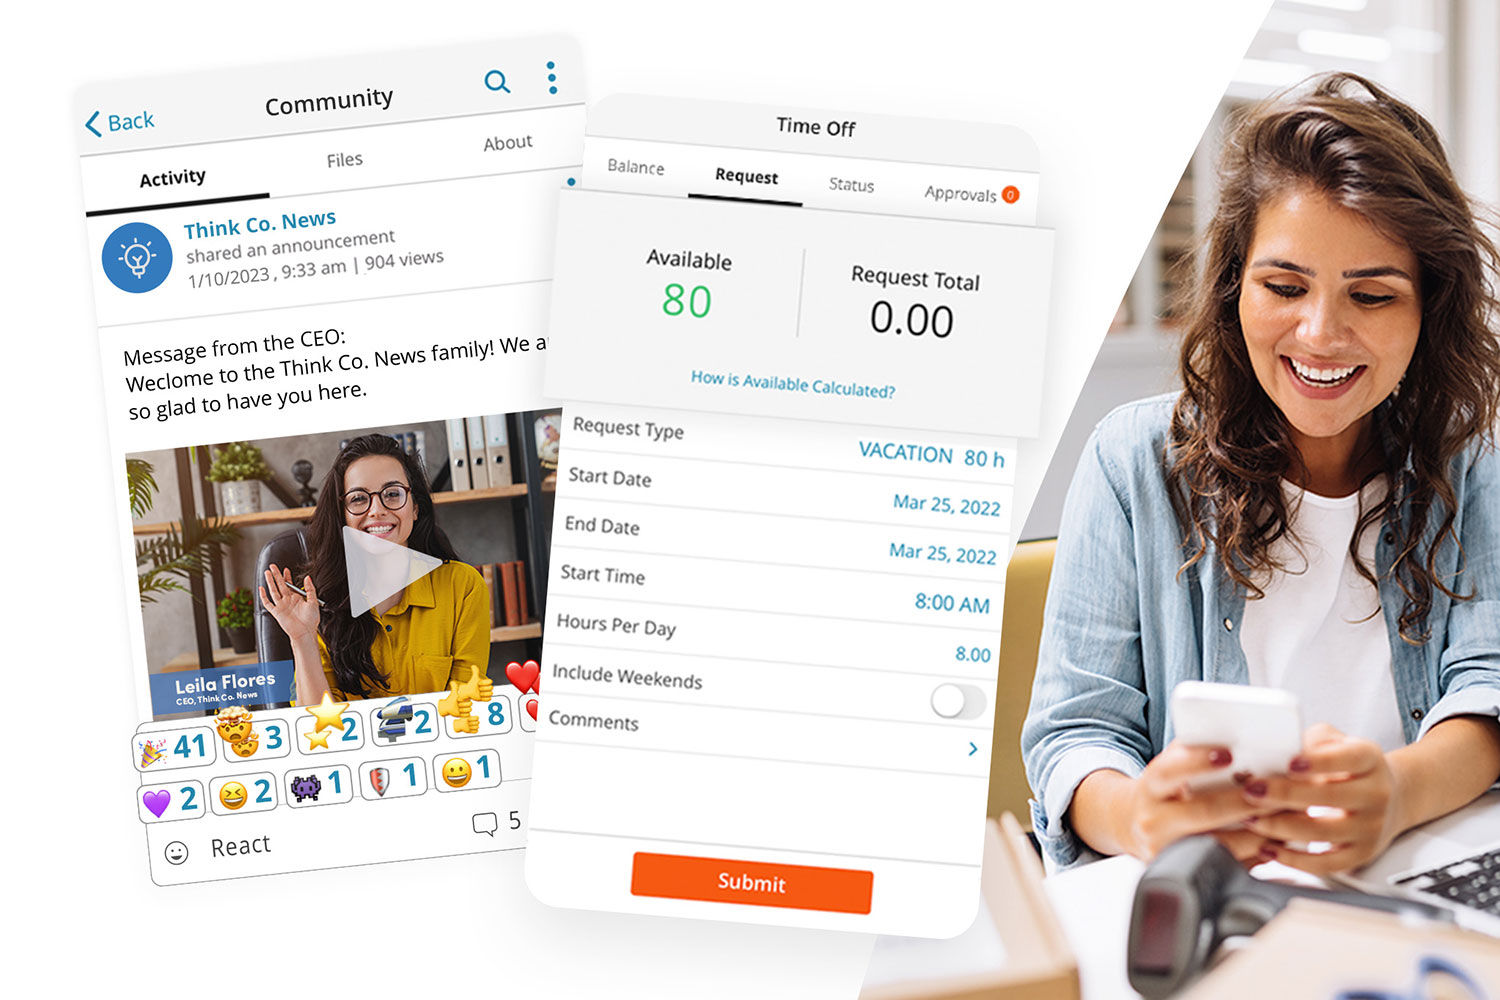 Back
Community
Activity
Files
About
Think Co. News
shared an announcement
1/10/2023 , 9:33 am | 904 views
Message from the CEO:
Weclome to the Think Co. News family! We
so glad to have you here.
Leila Flores
CEO, Think Co. News
41
3
2
2
8
2
2
1
1
1
React
5
Time Off
Balance
Request
Status
Approvals 0
Available
80
Request Total
0.00
How is Available Calculated?
Request Type
VACATION 80 h
Start Date
Mar 25, 2022
End Date
Mar 25, 2022
Start Time
8:00 AM
Hours Per Day
8.00
Include Weekends
Comments
Submit